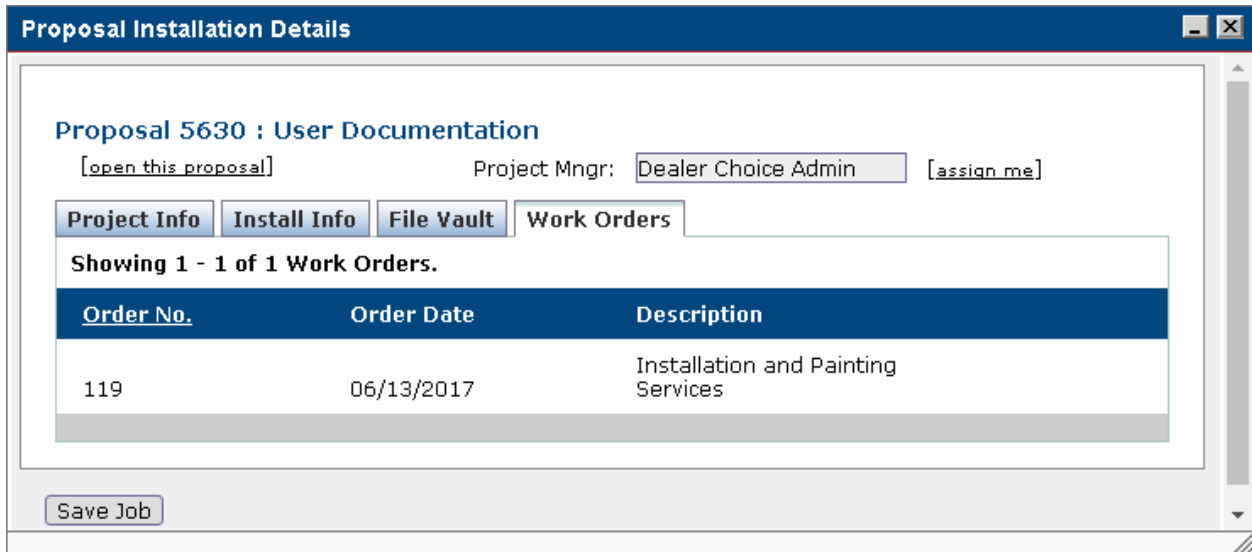 Proposal Installation Details
Proposal 5630 : User Documentation
[open this proposal] Project Mngr: Dealer Choice Admin [assign me]
Project Info Install Info File Vault Work Orders
Showing 1 - 1 of 1 Work Orders.
Order No. Order Date Description
119 06/13/2017 Installation and Painting
Services
Save Job